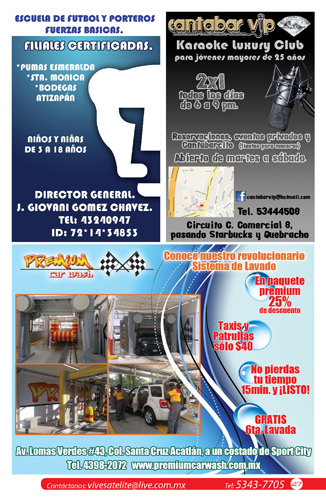 ESCUELA DE FUTBOL Y PORTEROS
FUERZAS BASICAS.
FILIALES CERTIFICADAS.
*PUMAS ESMERALDA
*STA. MONICA
*BODEGAS
ATIZAPÁN
NIÑOS Y NIÑAS
DE 3 A 18 AÑOS
DIRECTOR GENERAL.
J. GIOVANI GOMEZ CHAVEZ.
TEL: 43240947
ID: 72*14*34853
cantabar vip
Karaoke Luxury Club
para jóvenes mayores de 25 años
2x1
todos los días
de 6 a 9 pm.
Reservaciones, eventos privados y
Cantabarcito
Abierto de martes a sábado.
cantabarvip@hotmail.com
Tel. 53444508
Circuito C. Comercial 8,
pasando Starbucks y Quebracho
PREMIUM
car wash
Conoce nuestro revolucionario
Sistema de Lavado
En paquete
premium
25%
de descuento
Taxis y
Patrullas
sólo $40
No pierdas
tu tiempo
15min. y ¡LISTO!
GRATIS
6ta. Lavada
Av. Lomas Verdes #43, Col. Santa Cruz Acatlán, a un costado de Sport City
Tel. 4398-2072 www.premiumcarwash.com.mx
Contáctanos: vivesatelite@live.com.mx
Tel. 5343-7705
27